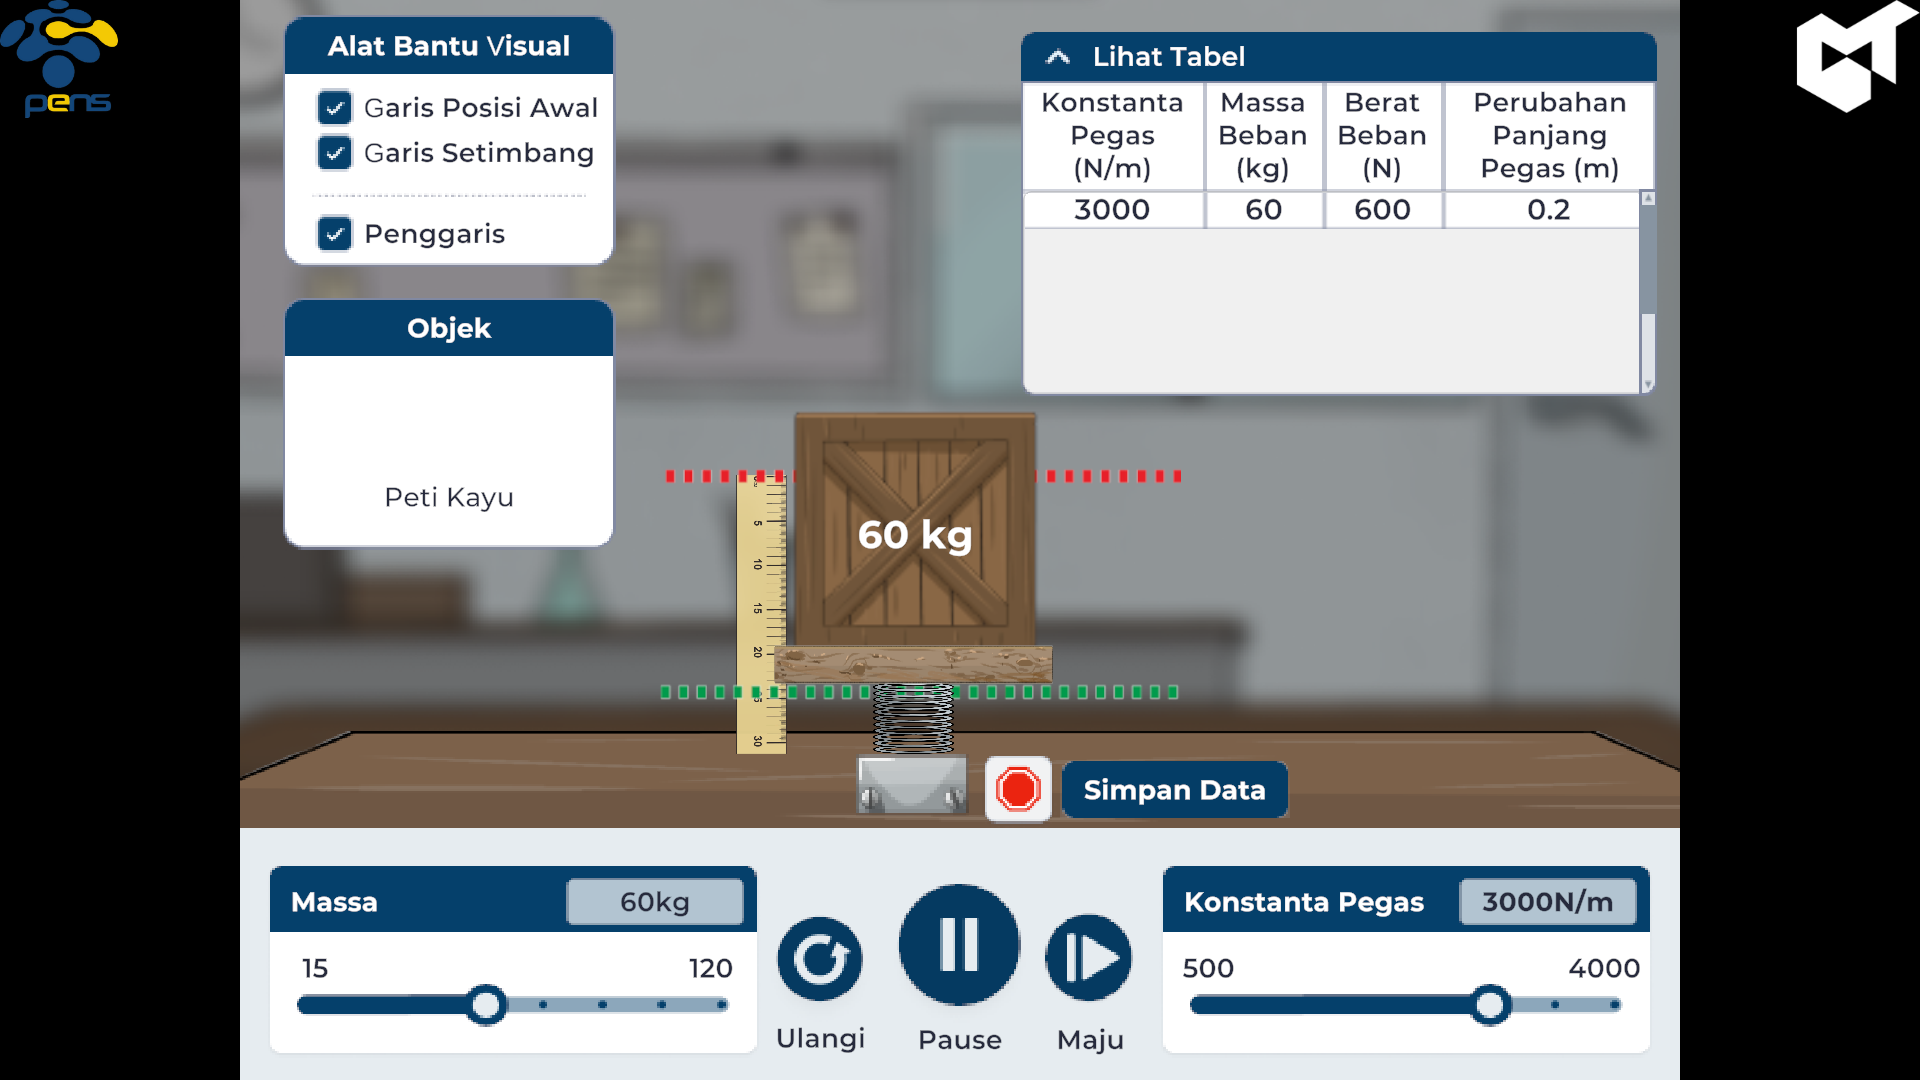 pens
Alat Bantu Visual
Garis Posisi Awal
Garis Setimbang
Penggaris
Objek
Peti Kayu
Lihat Tabel
Konstanta Pegas (N/m)
Massa Beban (kg)
Berat Beban (N)
Perubahan Panjang Pegas (m)
3000 60 600 0.2
5
10
15
20
30
60 kg
Simpan Data
Massa
60kg
15 120
Ulangi
Pause
Maju
Konstanta Pegas
3000N/m
500 4000